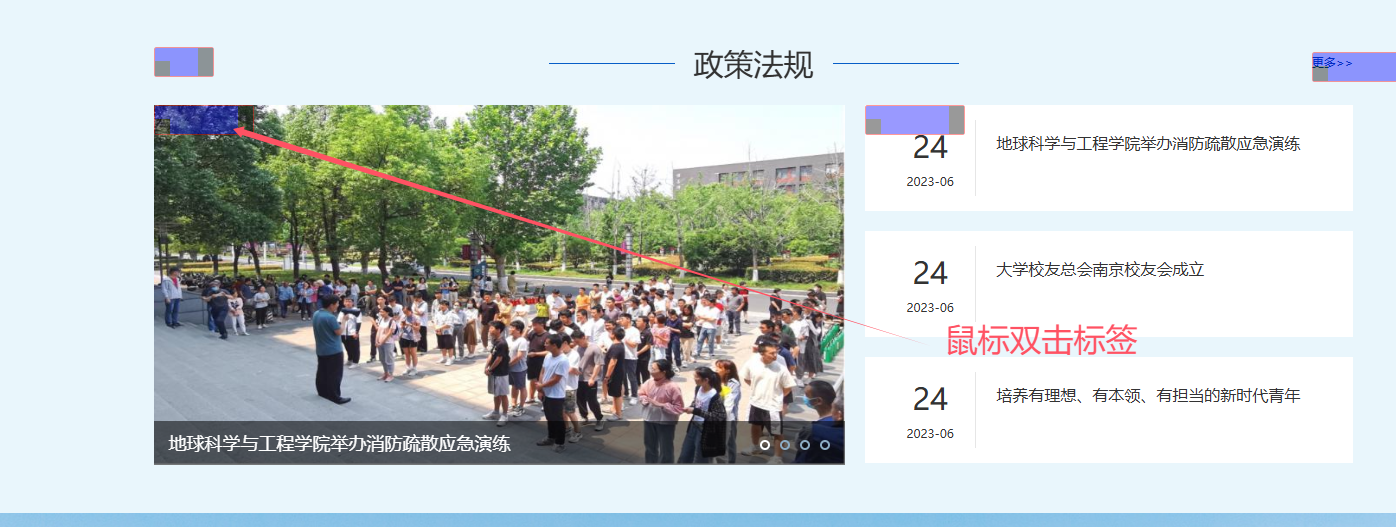 政策法规
更多>>
24
2023-06
地球科学与工程学院举办消防疏散应急演练
24
2023-06
大学校友总会南京校友会成立
鼠标双击标签
24
2023-06
培养有理想、有本领、有担当的新时代青年
地球科学与工程学院举办消防疏散应急演练